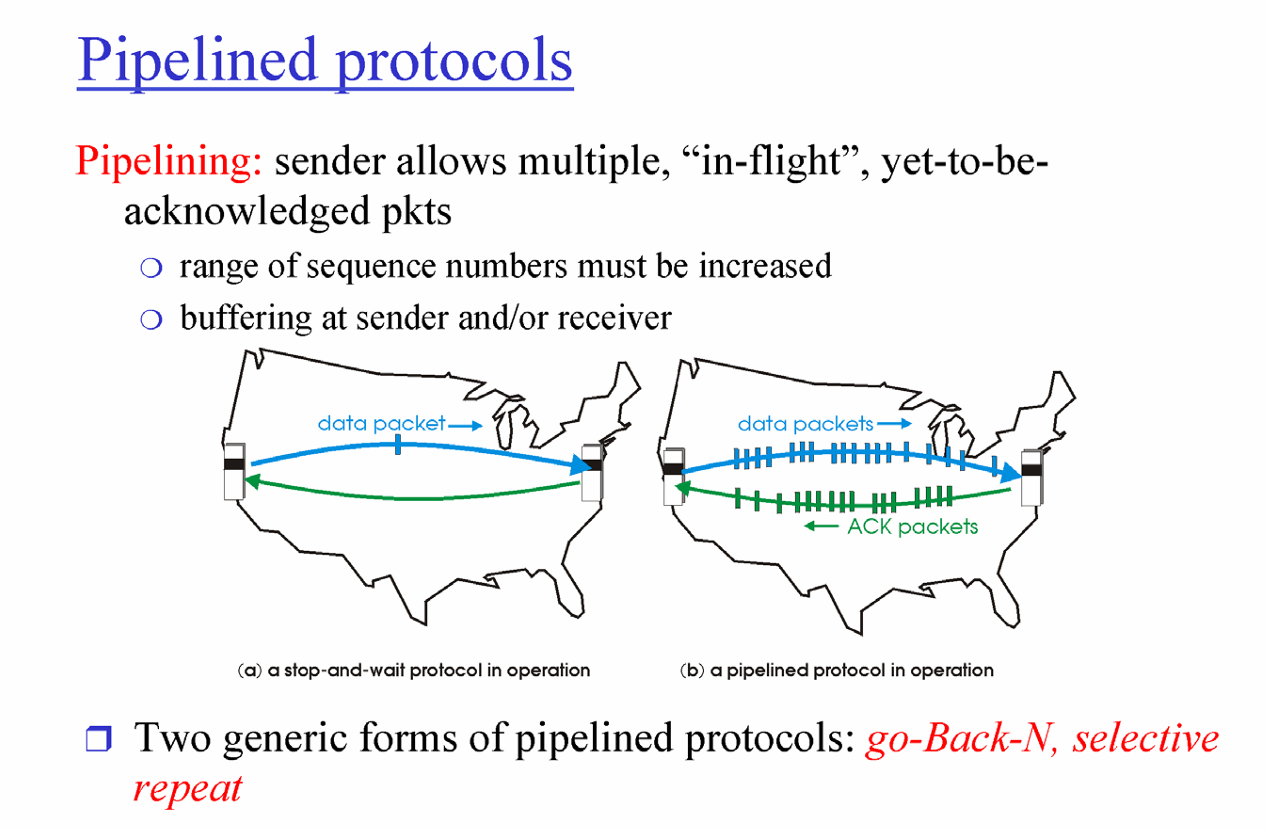 Pipelined protocols
Pipelining: sender allows multiple, “in-flight”, yet-to-be-
acknowledged pkts
range of sequence numbers must be increased
buffering at sender and/or receiver
data packet
data packets
ACK packets
(a) a stop-and-wait protocol in operation
(b) a pipelined protocol in operation
Two generic forms of pipelined protocols: go-Back-N, selective
repeat